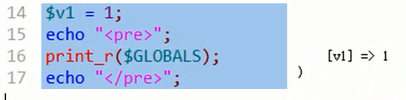 14 $v1 = 1;
15 echo "<pre>";
16 print_r($GLOBALS);
17 echo "</pre>";
[v1] => 1
)